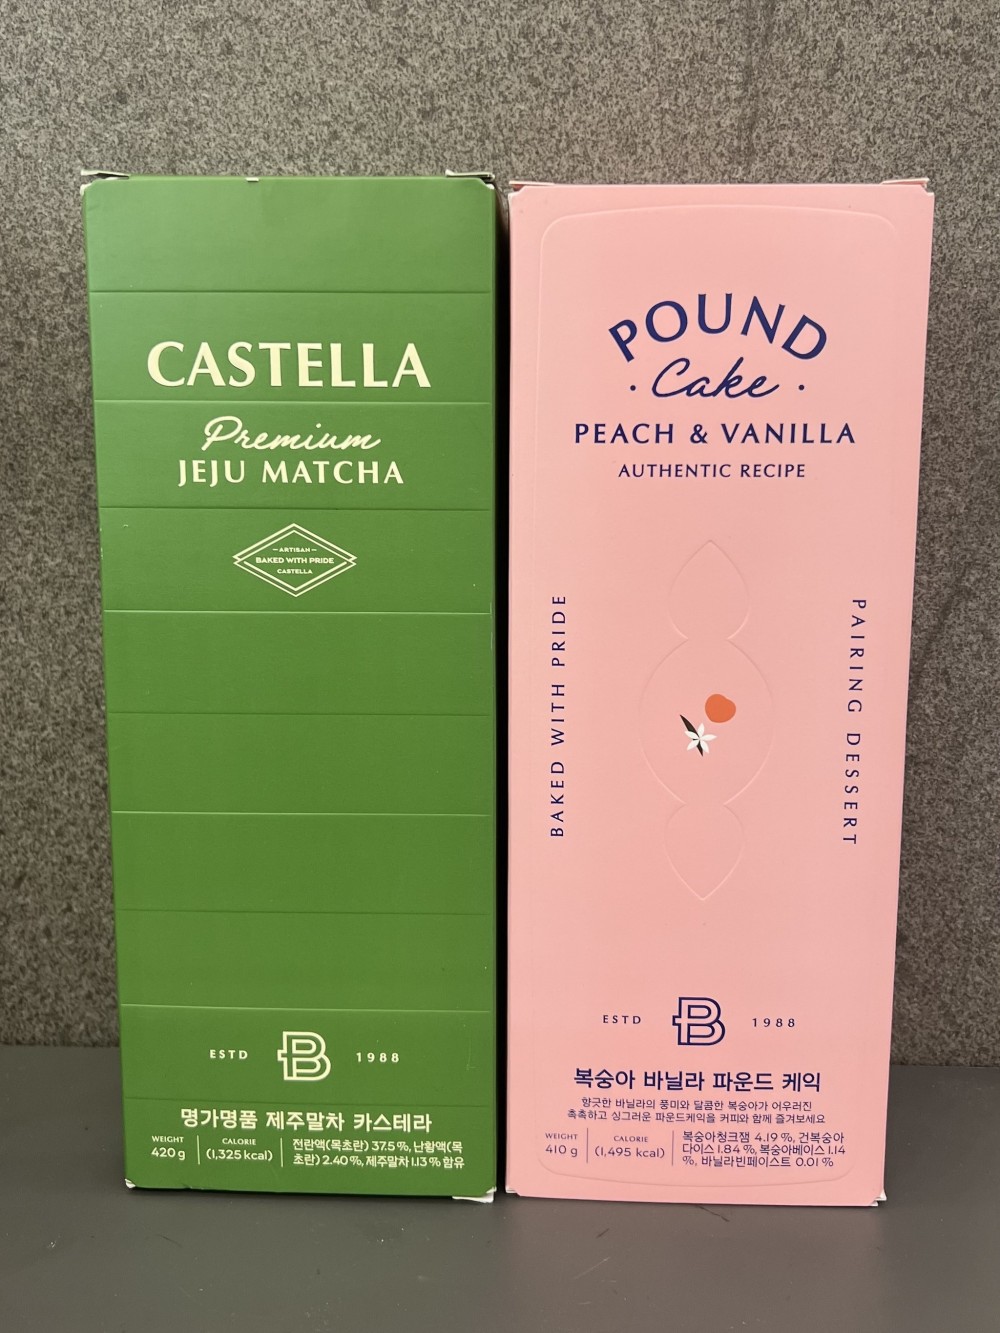 CASTELLA
Premium
JEJU MATCHA
ARTISAN
BAKED WITH PRIDE
CASTELLA
ESTD B 1988
명가명품 제주말차 카스테라
WEIGHT
420 g
CALORIE
(1,325 kcal)
전란액(목초란) 37.5 %, 난황액(목
초란) 2.40 %, 제주말차 1.13 % 함유
POUND
· Cake ·
PEACH & VANILLA
AUTHENTIC RECIPE
BAKED WITH PRIDE
PAIRING DESSERT
ESTD B 1988
복숭아 바닐라 파운드 케익
향긋한 바닐라의 풍미와 달콤한 복숭아가 어우러진
촉촉하고 싱그러운 파운드케익을 커피와 함께 즐겨보세요
WEIGHT
410 g
CALORIE
(1,495 kcal)
복숭아청크잼 4.19 %, 건복숭아
다이스 1.84 %, 복숭아베이스 1.14
%, 바닐라빈페이스트 0.01 %